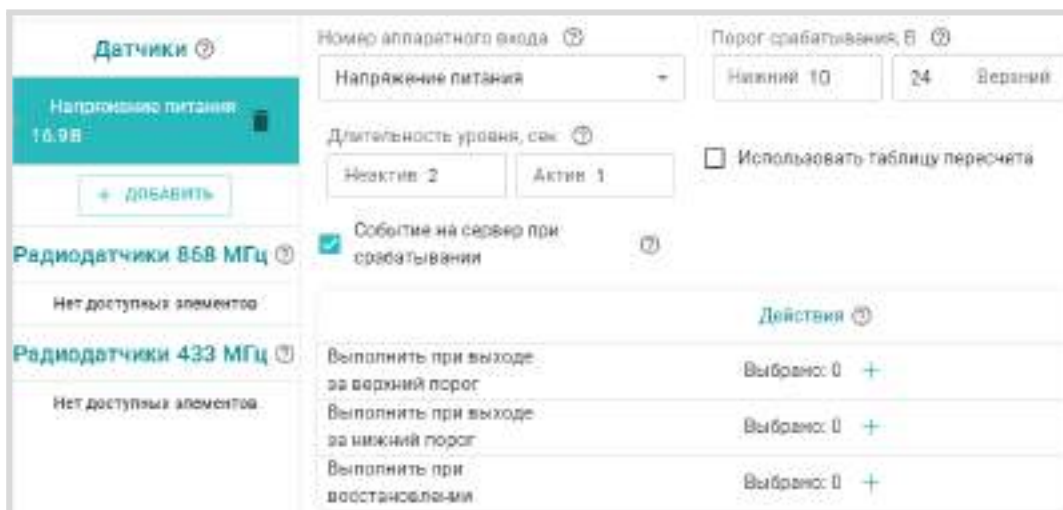 Датчики
Напряжение питания
16.9В
+ ДОБАВИТЬ
Радиодатчики 868 МГц
Нет доступных элементов
Радиодатчики 433 МГц
Нет доступных элементов
Номер аппаратного входа
Напряжение питания
Порог срабатывания, В
Нижний 10
24 Верхний
Длительность уровня, сек
Неактив 2
Актив 1
Использовать таблицу пересчета
Событие на сервер при
срабатывании
Действия
Выполнить при выходе
за верхний порог
Выбрано: 0 +
Выполнить при выходе
за нижний порог
Выбрано: 0 +
Выполнить при
восстановлении
Выбрано: 0 +